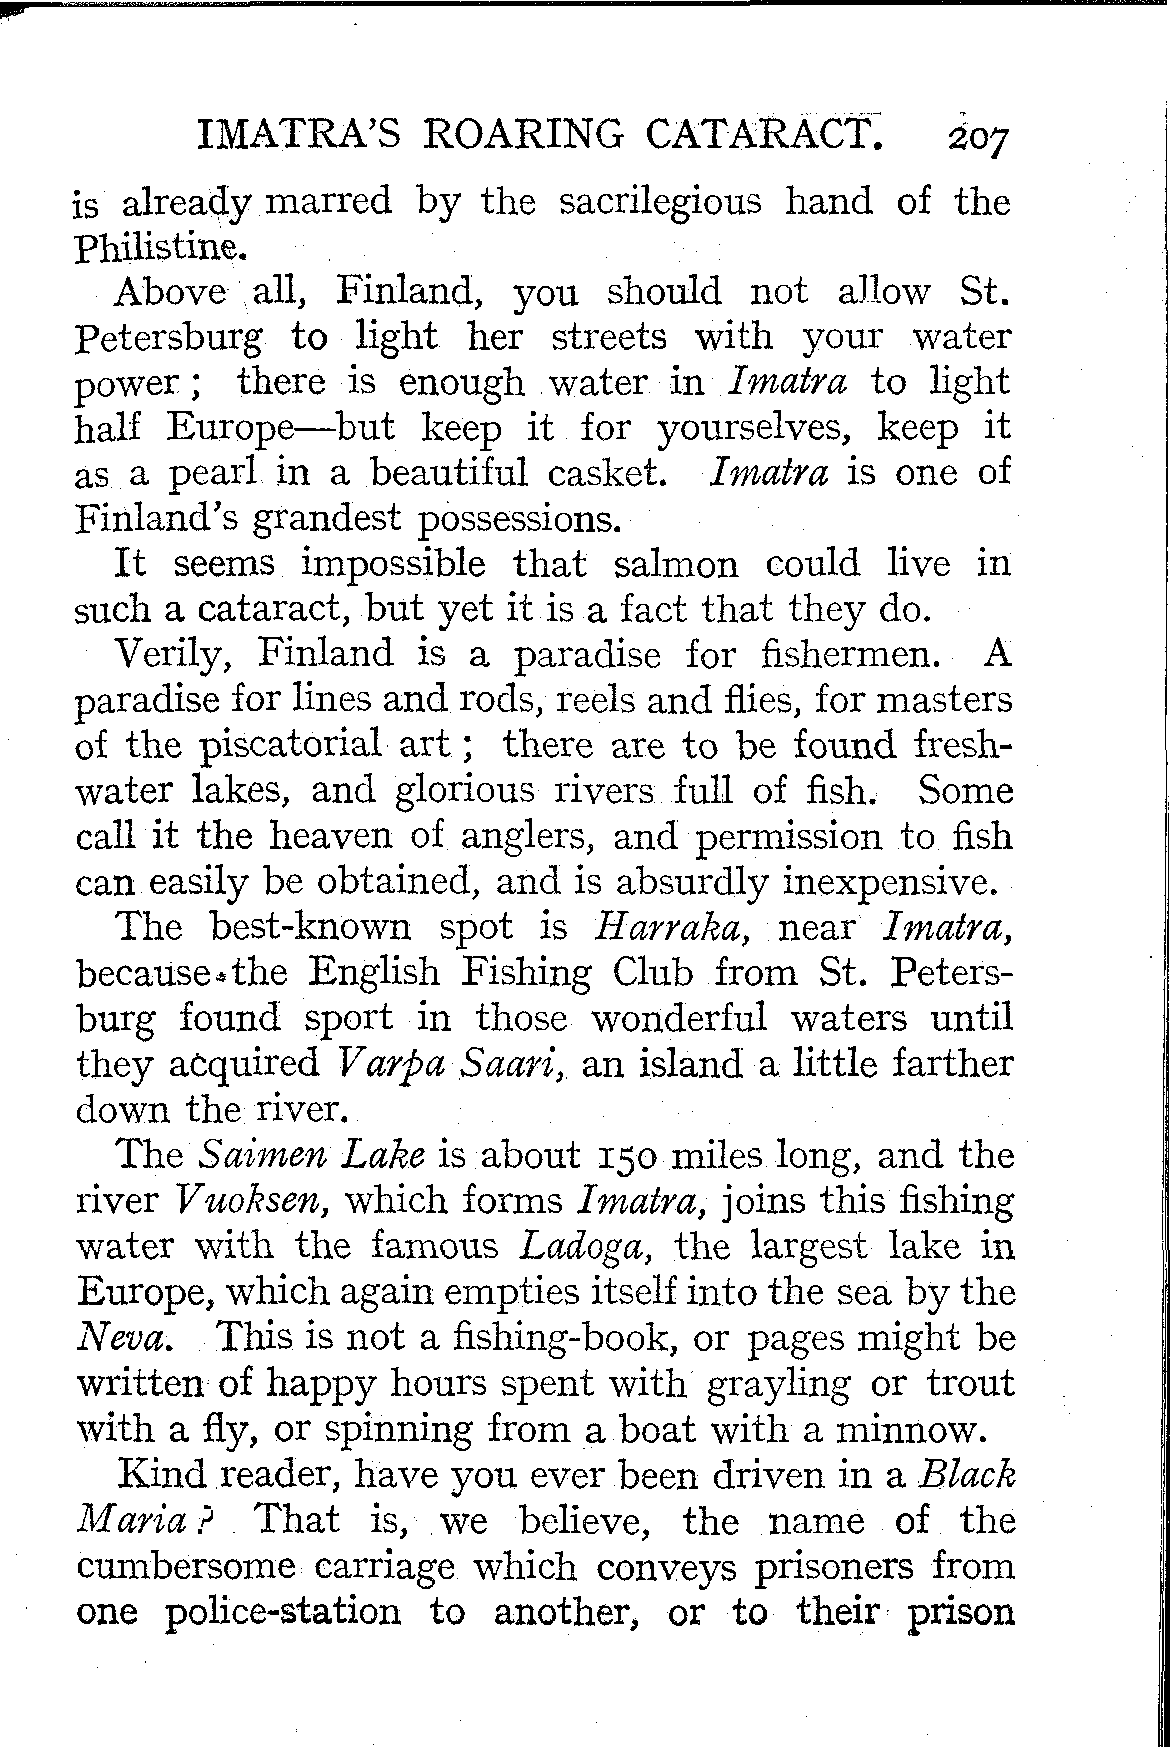 IMATRA'S ROARING CATARACT. 207
is already marred by the sacrilegious hand of the
Philistine.
Above all, Finland, you should not allow St.
Petersburg to light her streets with your water
power ; there is enough water in Imatra to light
half Europe—but keep it for yourselves, keep it
as a pearl in a beautiful casket. Imatra is one of
Finland's grandest possessions.
It seems impossible that salmon could live in
such a cataract, but yet it is a fact that they do.
Verily, Finland is a paradise for fishermen. A
paradise for lines and rods, reels and flies, for masters
of the piscatorial art ; there are to be found fresh-
water lakes, and glorious rivers full of fish. Some
call it the heaven of anglers, and permission to fish
can easily be obtained, and is absurdly inexpensive.
The best-known spot is Harraka, near Imatra,
because the English Fishing Club from St. Peters-
burg found sport in those wonderful waters until
they acquired Varpa Saari, an island a little farther
down the river.
The Saimen Lake is about 150 miles long, and the
river Vuoksen, which forms Imatra, joins this fishing
water with the famous Ladoga, the largest lake in
Europe, which again empties itself into the sea by the
Neva. This is not a fishing-book, or pages might be
written of happy hours spent with grayling or trout
with a fly, or spinning from a boat with a minnow.
Kind reader, have you ever been driven in a Black
Maria ? That is, we believe, the name of the
cumbersome carriage which conveys prisoners from
one police-station to another, or to their prison